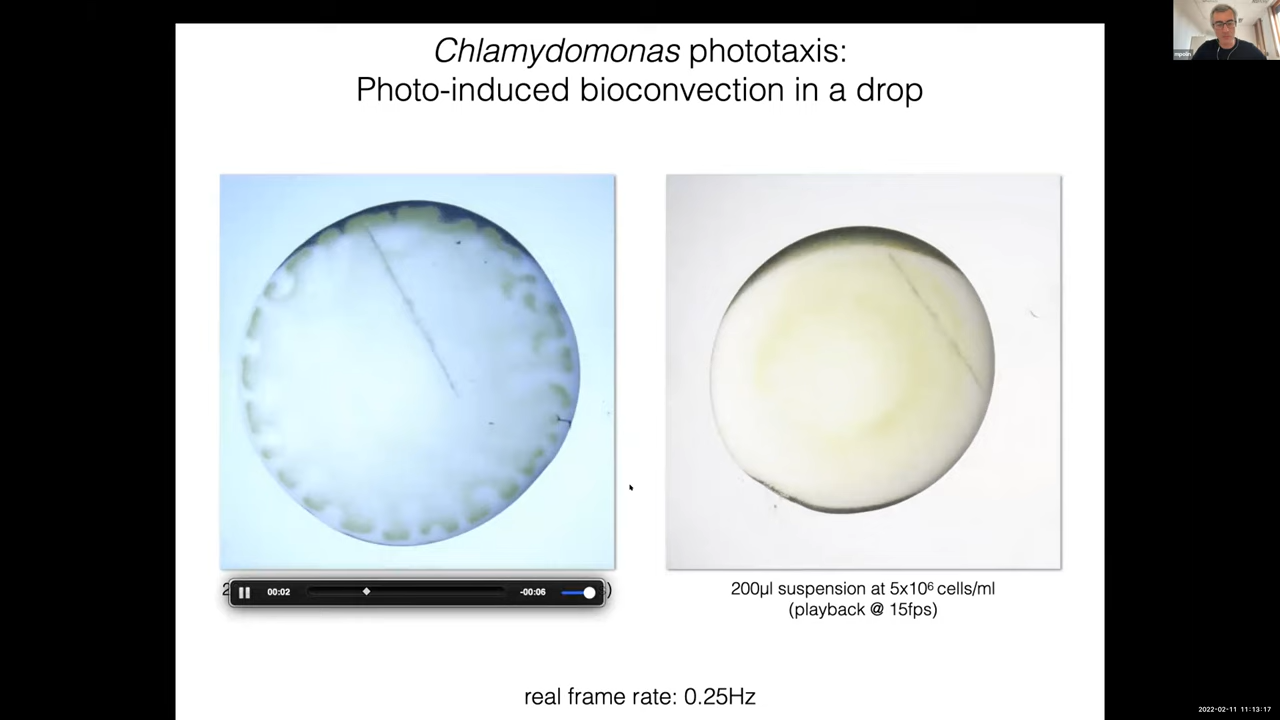 Chlamydomonas phototaxis:
Photo-induced bioconvection in a drop
mpolin
00:02
-00:06
200µl suspension at 5x10⁶ cells/ml
(playback @ 15fps)
real frame rate: 0.25Hz
2022-02-11 11:13:17